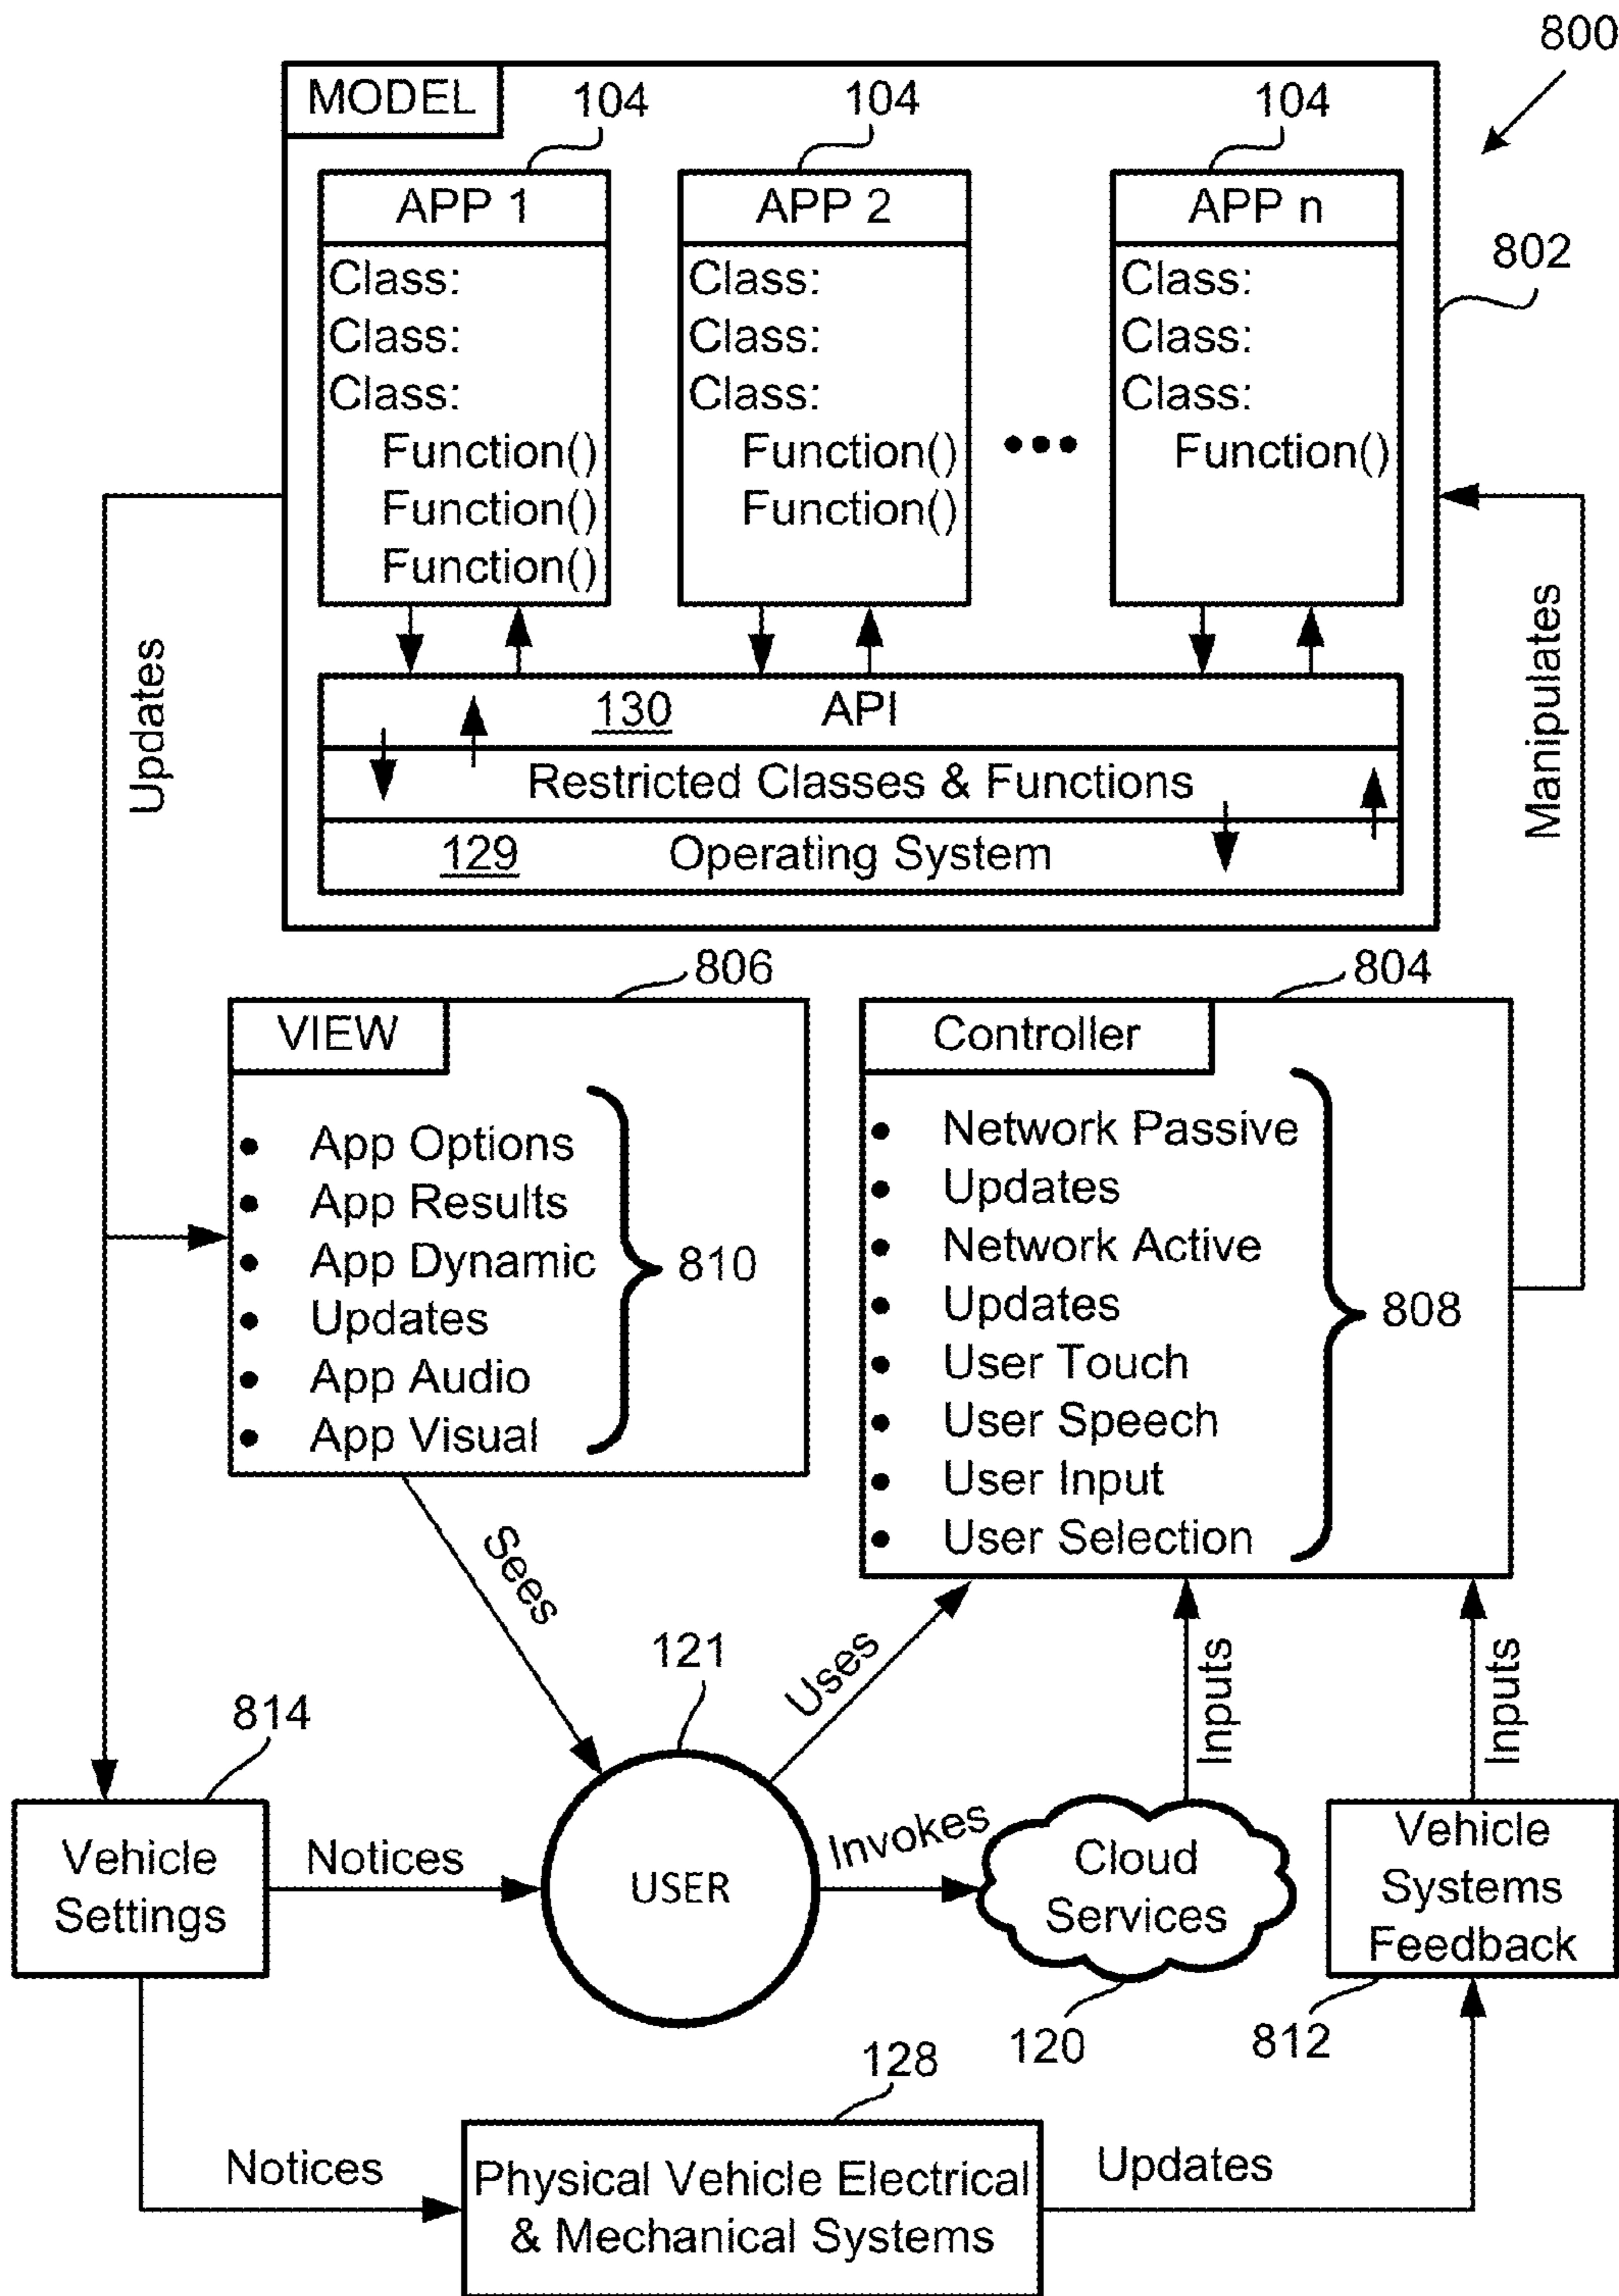 800
MODEL
104
104
104
APP 1
APP 2
APP n
802
Class:
Class:
Class:
Function()
Function()
Function()
Class:
Class:
Class:
Function()
Function()
•••
Class:
Class:
Class:
Function()
Updates
Manipulates
130 API
Restricted Classes & Functions
129 Operating System
806
VIEW
• App Options
• App Results
• App Dynamic
• Updates
• App Audio
• App Visual
810
804
Controller
• Network Passive
• Updates
• Network Active
• Updates
• User Touch
• User Speech
• User Input
• User Selection
808
Sees
121
Uses
Inputs
Inputs
814
Vehicle
Settings
Notices
USER
Invokes
Cloud
Services
120
Vehicle
Systems
Feedback
812
128
Notices
Physical Vehicle Electrical
& Mechanical Systems
Updates